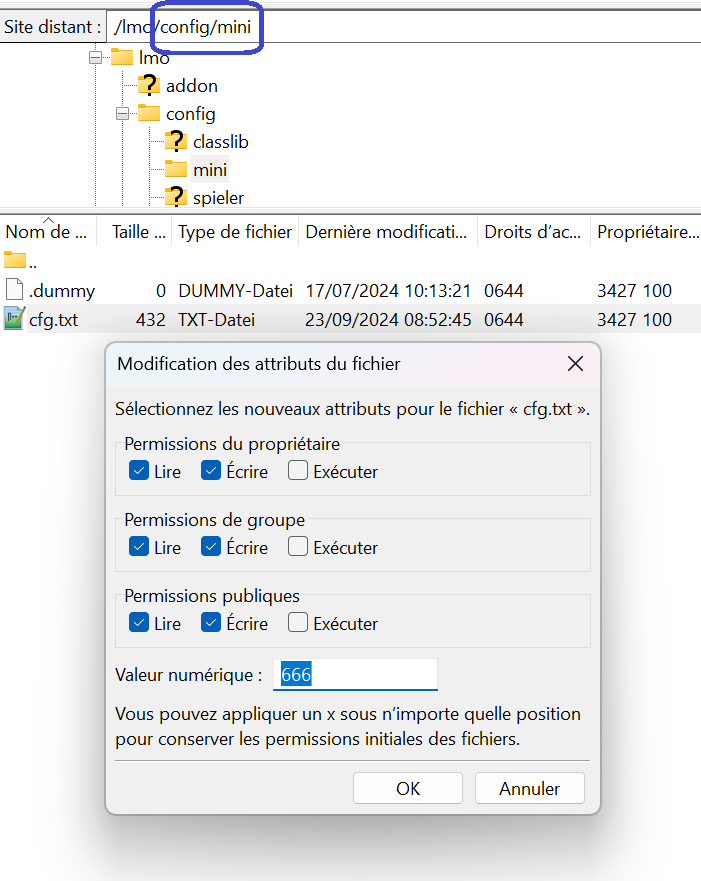 Site distant : /lmo/config/mini
lmo
? addon
config
? classlib
mini
? spieler
Nom de ... Taille ... Type de fichier Dernière modificati... Droits d’ac... Propriétaire...
..
.dummy 0 DUMMY-Datei 17/07/2024 10:13:21 0644 3427 100
cfg.txt 432 TXT-Datei 23/09/2024 08:52:45 0644 3427 100
Modification des attributs du fichier
Sélectionnez les nouveaux attributs pour le fichier « cfg.txt ».
Permissions du propriétaire
Lire Écrire Exécuter
Permissions de groupe
Lire Écrire Exécuter
Permissions publiques
Lire Écrire Exécuter
Valeur numérique : 666
Vous pouvez appliquer un x sous n’importe quelle position
pour conserver les permissions initiales des fichiers.
OK Annuler